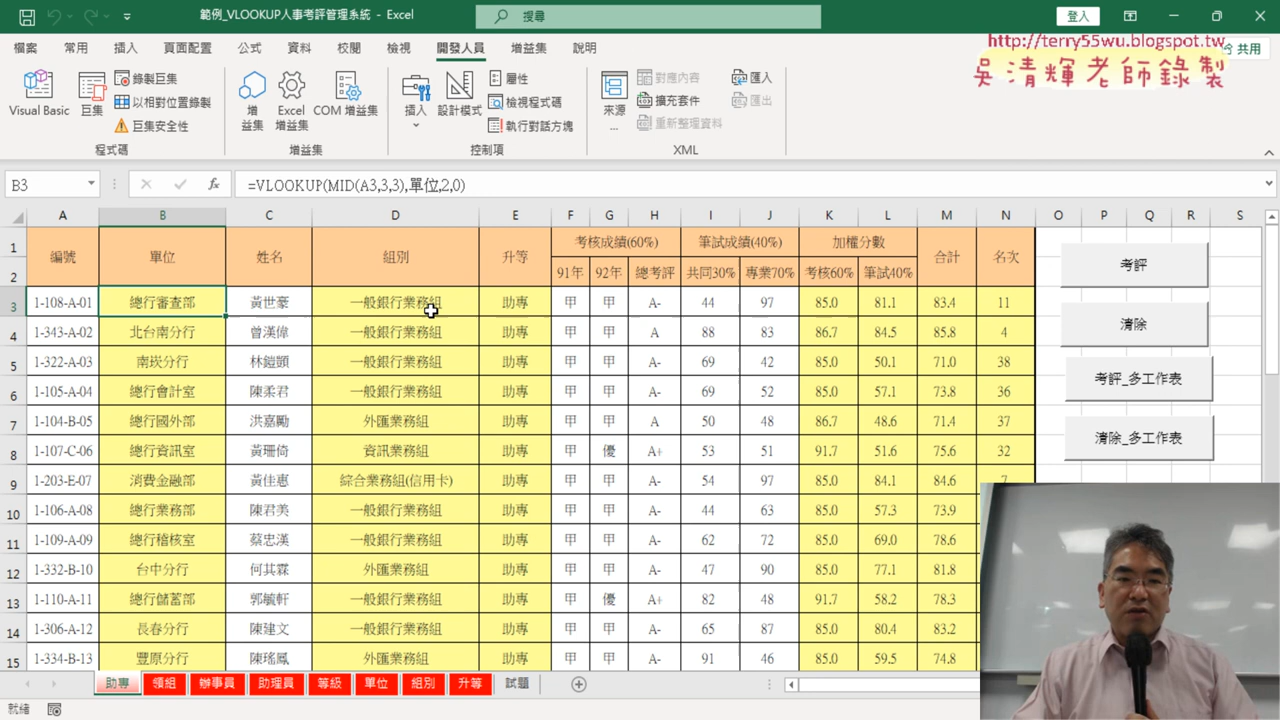 範例_VLOOKUP人事考評管理系統 - Excel
搜尋
登入
檔案 常用 插入 頁面配置 公式 資料 校閱 檢視 開發人員 增益集 說明
共用
http://terry55wu.blogspot.tw
吳清輝老師錄製
Visual Basic
巨集
錄製巨集
以相對位置錄製
巨集安全性
程式碼
增益集
Excel 增益集
COM 增益集
增益集
插入
設計模式
屬性
檢視程式碼
執行對話方塊
控制項
來源
...
對應內容
擴充套件
重新整理資料
匯入
匯出
XML
B3
fx
=VLOOKUP(MID(A3,3,3),單位,2,0)
A B C D E F G H I J K L M N O P Q R S
1 編號 單位 姓名 組別 升等 考核成績(60%) 筆試成績(40%) 加權分數 合計 名次
2 91年 92年 總考評 共同30% 專業70% 考核60% 筆試40%
3 1-108-A-01 總行審查部 黃世豪 一般銀行業務組 助專 甲 甲 A- 44 97 85.0 81.1 83.4 11
4 1-343-A-02 北台南分行 曾漢偉 一般銀行業務組 助專 甲 甲 A 88 83 86.7 84.5 85.8 4
5 1-322-A-03 南崁分行 林鎧頤 一般銀行業務組 助專 甲 甲 A- 69 42 85.0 50.1 71.0 38
6 1-105-A-04 總行會計室 陳柔君 一般銀行業務組 助專 甲 甲 A- 69 52 85.0 57.1 73.8 36
7 1-104-B-05 總行國外部 洪嘉勵 外匯業務組 助專 甲 甲 A 50 48 86.7 48.6 71.4 37
8 1-107-C-06 總行資訊室 黃珊倚 資訊業務組 助專 甲 優 A+ 53 51 91.7 51.6 75.6 32
9 1-203-E-07 消費金融部 黃佳惠 綜合業務組(信用卡) 助專 甲 甲 A- 54 97 85.0 84.1 84.6 7
10 1-106-A-08 總行業務部 陳君美 一般銀行業務組 助專 甲 甲 A- 44 63 85.0 57.3 73.9
11 1-109-A-09 總行稽核室 蔡忠漢 一般銀行業務組 助專 甲 甲 A- 62 72 85.0 69.0 78.6
12 1-332-B-10 台中分行 何其霖 外匯業務組 助專 甲 甲 A- 47 90 85.0 77.1 81.8
13 1-110-A-11 總行儲蓄部 郭毓軒 一般銀行業務組 助專 甲 優 A+ 82 48 91.7 58.2 78.3
14 1-306-A-12 長春分行 陳建文 一般銀行業務組 助專 甲 甲 A- 65 87 85.0 80.4 83.2
15 1-334-B-13 豐原分行 陳瑤鳳 外匯業務組 助專 甲 甲 A- 91 46 85.0 59.5 74.8
考評
清除
考評_多工作表
清除_多工作表
助專 領組 辦事員 助理員 等級 單位 組別 升等 試題
就緒